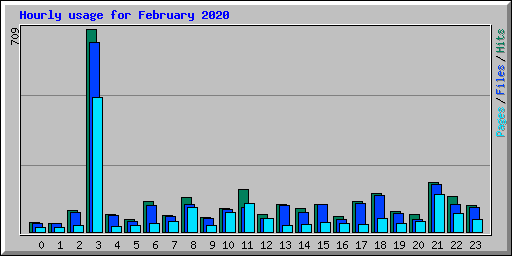 Hourly usage for February 2020
709
Pages/Files/Hits
0 1 2 3 4 5 6 7 8 9 10 11 12 13 14 15 16 17 18 19 20 21 22 23